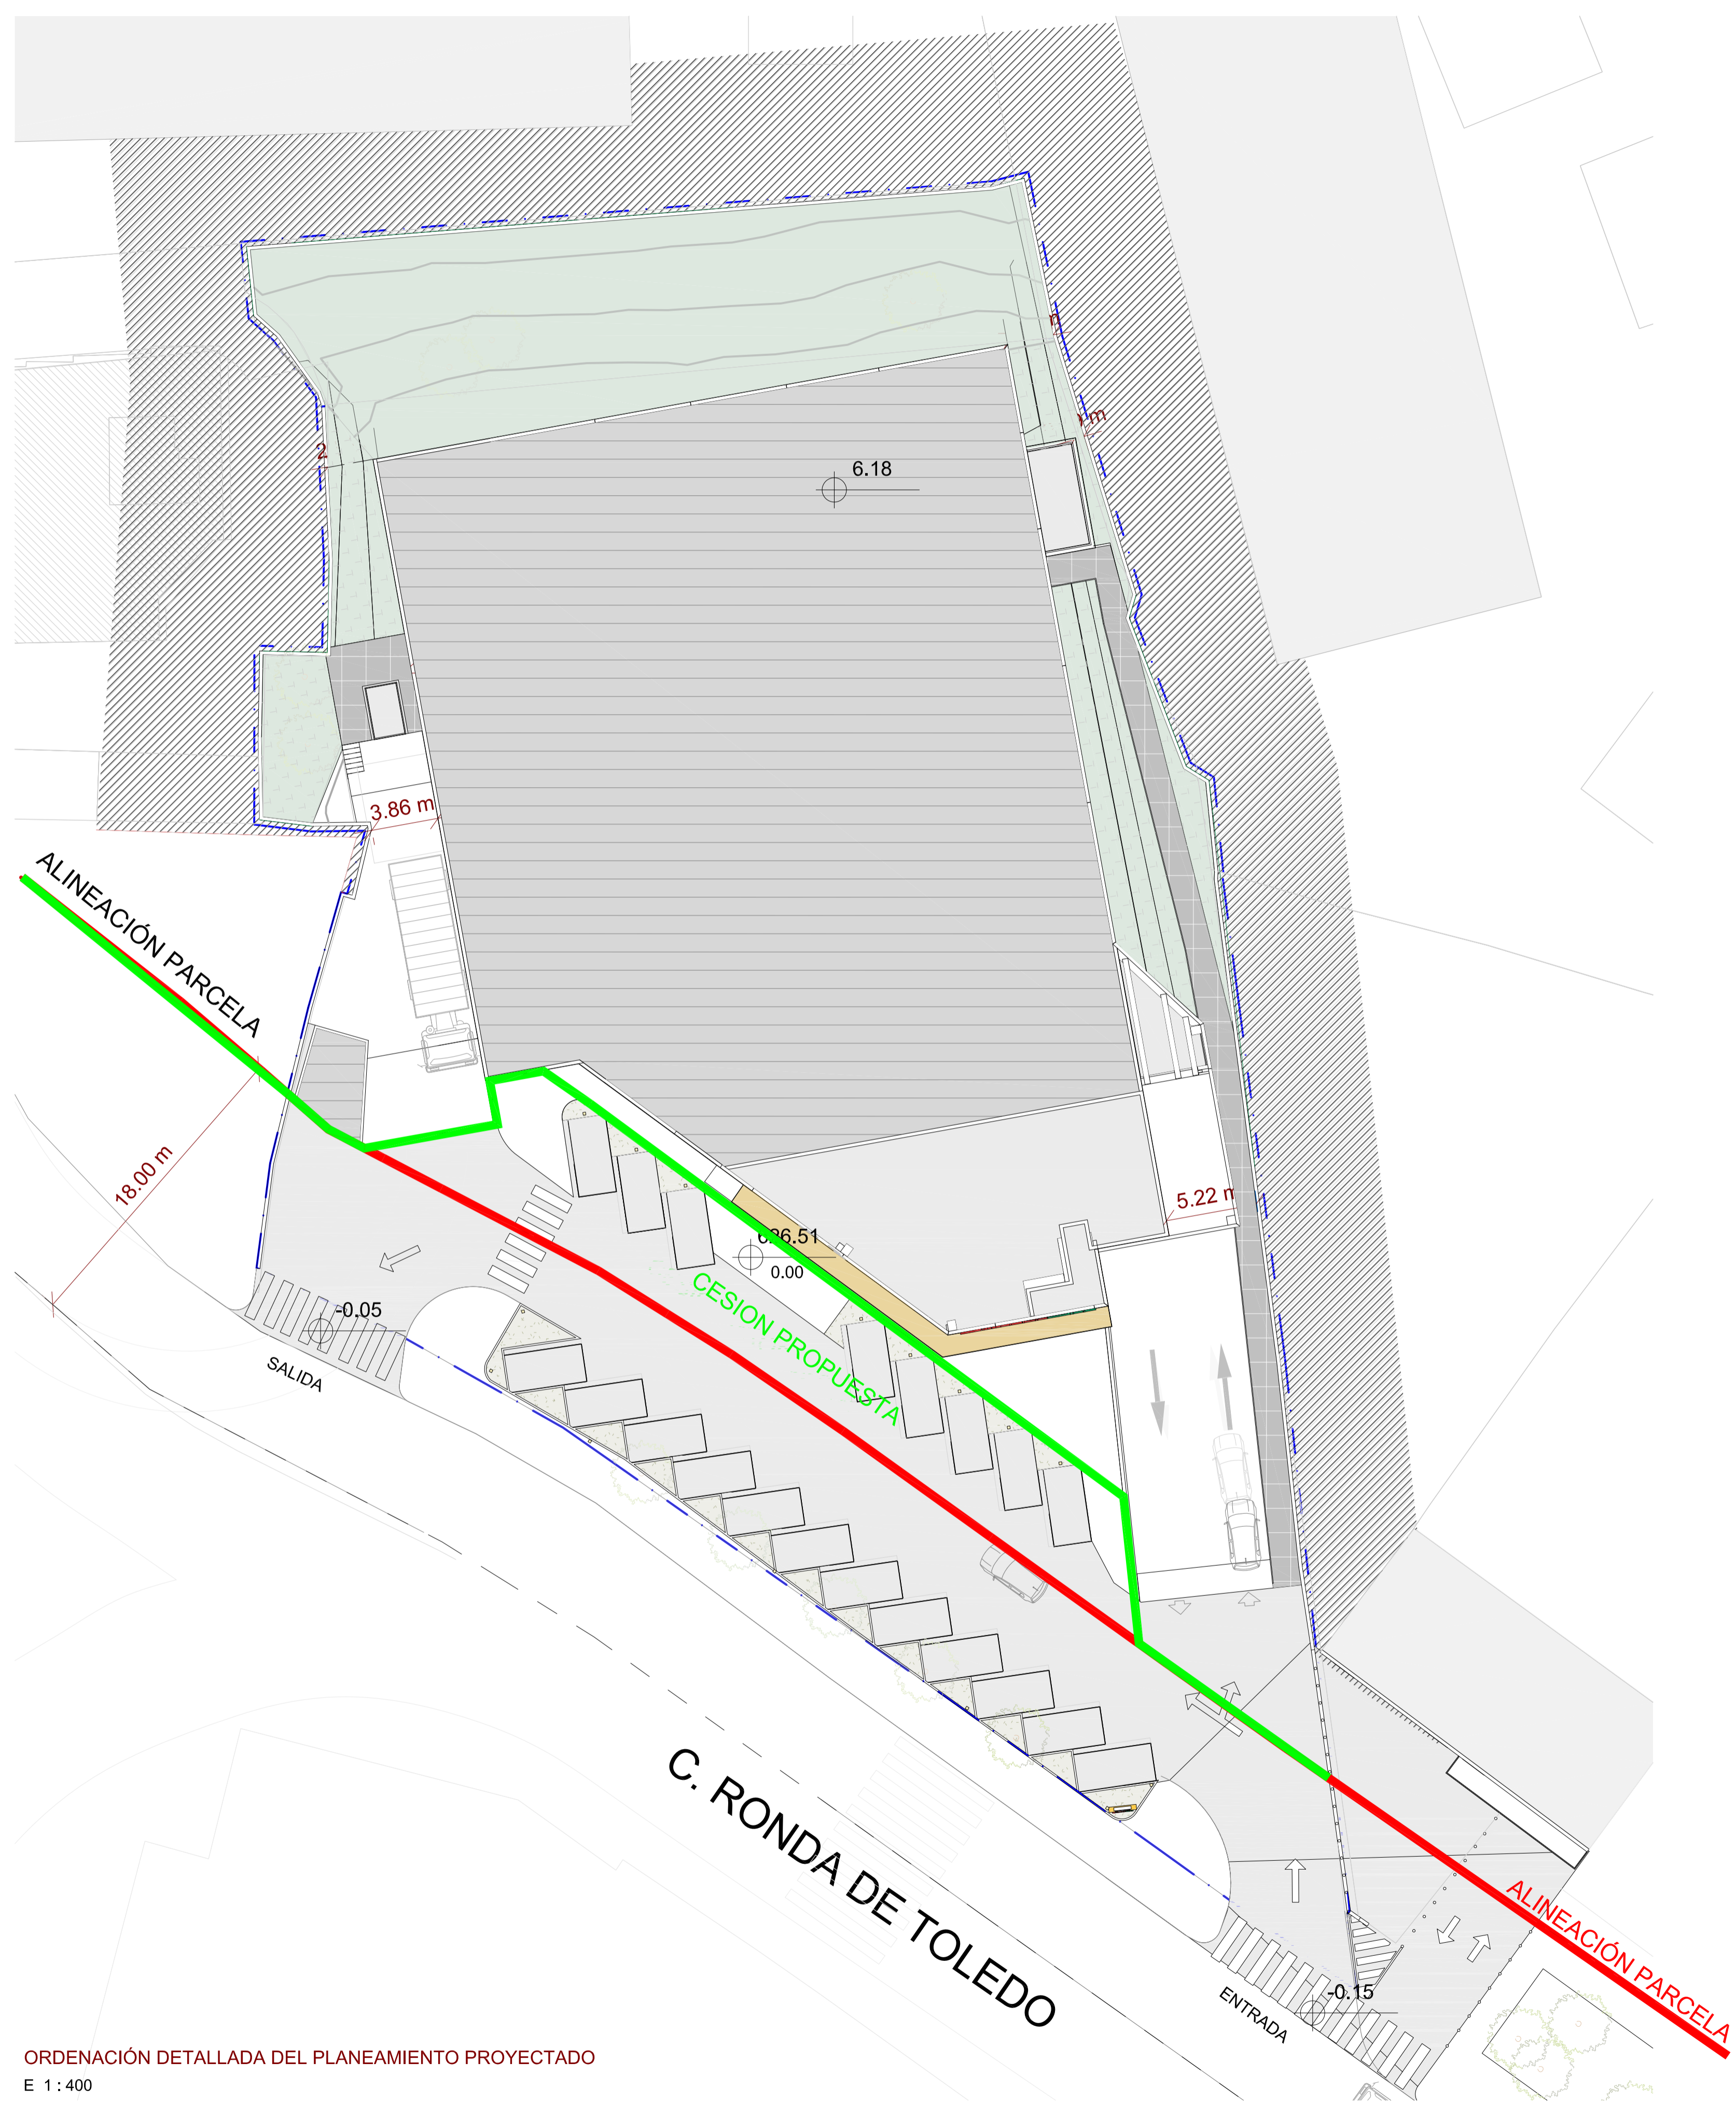 6.18
3.86 m
ALINEACIÓN PARCELA
18.00 m
5.22
0.00
CESION PROPUESTA
-0.05
SALIDA
C. RONDA DE TOLEDO
ALINEACIÓN PARCELA
-0.15
ENTRADA
ORDENACIÓN DETALLADA DEL PLANEAMIENTO PROYECTADO
E 1 : 400